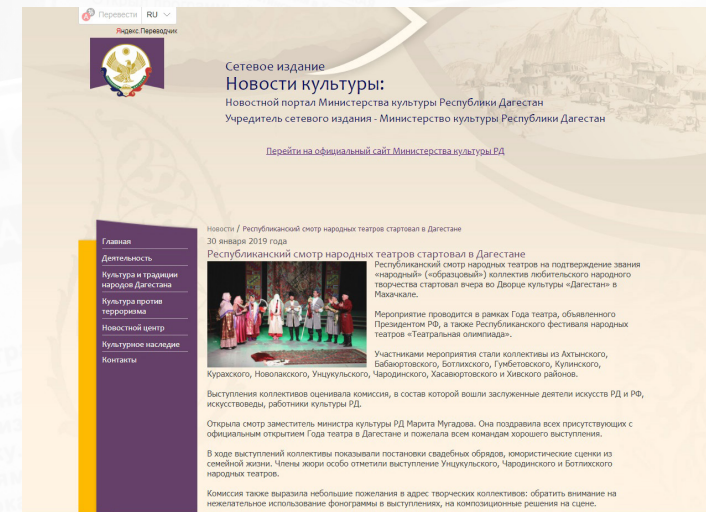 Перевести RU
Яндекс.Переводчик
Сетевое издание
Новости культуры:
Новостной портал Министерства культуры Республики Дагестан
Учредитель сетевого издания - Министерство культуры Республики Дагестан
Перейти на официальный сайт Министерства культуры РД
Главная
Деятельность
Культура и традиции
народов Дагестана
Культура против
терроризма
Новостной центр
Культурное наследие
Контакты
Новости / Республиканский смотр народных театров стартовал в Дагестане
30 января 2019 года
Республиканский смотр народных театров стартовал в Дагестане
Республиканский смотр народных театров на подтверждение звания
«народный» («образцовый») коллектив любительского народного
творчества стартовал вчера во Дворце культуры «Дагестан» в
Махачкале.
Мероприятие проводится в рамках Года театра, объявленного
Президентом РФ, а также Республиканского фестиваля народных
театров «Театральная олимпиада».
Участниками мероприятия стали коллективы из Ахтынского,
Бабаюртовского, Ботлихского, Гумбетовского, Кулинского,
Курахского, Новолакского, Унцукульского, Чародинского, Хасавюртовского и Хивского районов.
Выступления коллективов оценивала комиссия, в состав которой вошли заслуженные деятели искусств РД и РФ,
искусствоведы, работники культуры РД.
Открыла смотр заместитель министра культуры РД Марита Мугадова. Она поздравила всех присутствующих с
официальным открытием Года театра в Дагестане и пожелала всем командам хорошего выступления.
В ходе выступлений коллективы показывали постановки свадебных обрядов, юмористические сценки из
семейной жизни. Члены жюри особо отметили выступление Унцукульского, Чародинского и Ботлихского
народных театров.
Комиссия также выразила небольшие пожелания в адрес творческих коллективов: обратить внимание на
нежелательное использование фонограммы в выступлениях, на композиционные решения на сцене.